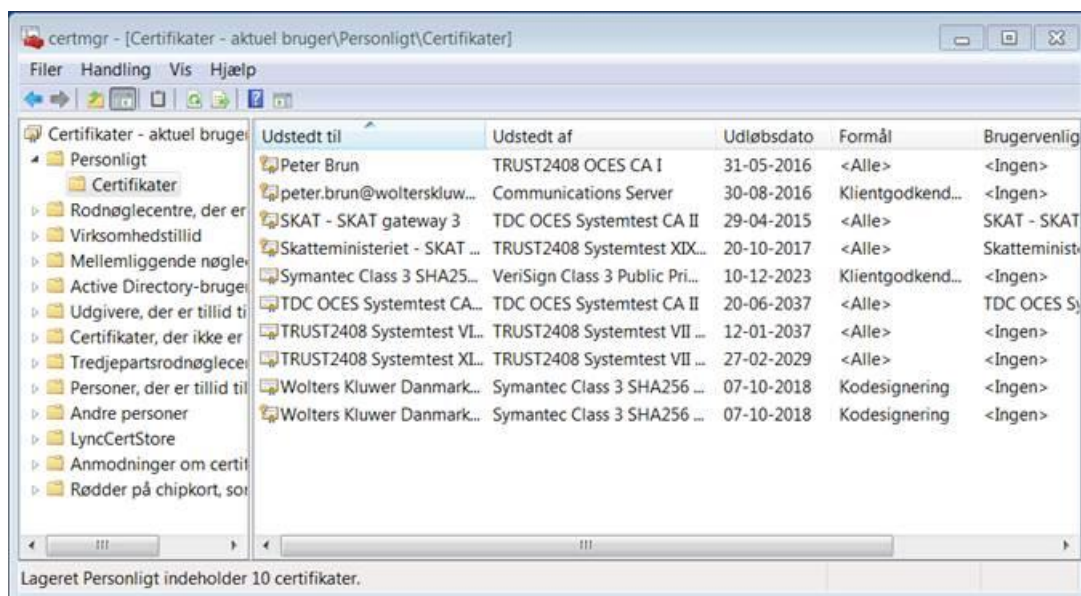 certmgr - [Certifikater - aktuel bruger\Personligt\Certifikater]
Filer Handling Vis Hjælp
Certifikater - aktuel bruger
Personligt
Certifikater
Rodnøglecentre, der er
Virksomhedstillid
Mellemliggende nøgle
Active Directory-bruge
Udgivere, der er tillid ti
Certifikater, der ikke er
Tredjepartsrodnøglece
Personer, der er tillid til
Andre personer
LyncCertStore
Anmodninger om certif
Rødder på chipkort, so
Udstedt til Udstedt af Udløbsdato Formål Brugervenlig
Peter Brun TRUST2408 OCES CA I 31-05-2016 <Alle> <Ingen>
peter.brun@wolterskluw... Communications Server 30-08-2016 Klientgodkend... <Ingen>
SKAT - SKAT gateway 3 TDC OCES Systemtest CA II 29-04-2015 <Alle> SKAT - SKAT
Skatteministeriet - SKAT ... TRUST2408 Systemtest XIX... 20-10-2017 <Alle> Skatteminist
Symantec Class 3 SHA25... VeriSign Class 3 Public Pri... 10-12-2023 Klientgodkend... <Ingen>
TDC OCES Systemtest CA... TDC OCES Systemtest CA II 20-06-2037 <Alle> TDC OCES Sy
TRUST2408 Systemtest VI... TRUST2408 Systemtest VII ... 12-01-2037 <Alle> <Ingen>
TRUST2408 Systemtest XI... TRUST2408 Systemtest VII ... 27-02-2029 <Alle> <Ingen>
Wolters Kluwer Danmark... Symantec Class 3 SHA256 ... 07-10-2018 Kodesignering <Ingen>
Wolters Kluwer Danmark... Symantec Class 3 SHA256 ... 07-10-2018 Kodesignering <Ingen>
Lageret Personligt indeholder 10 certifikater.